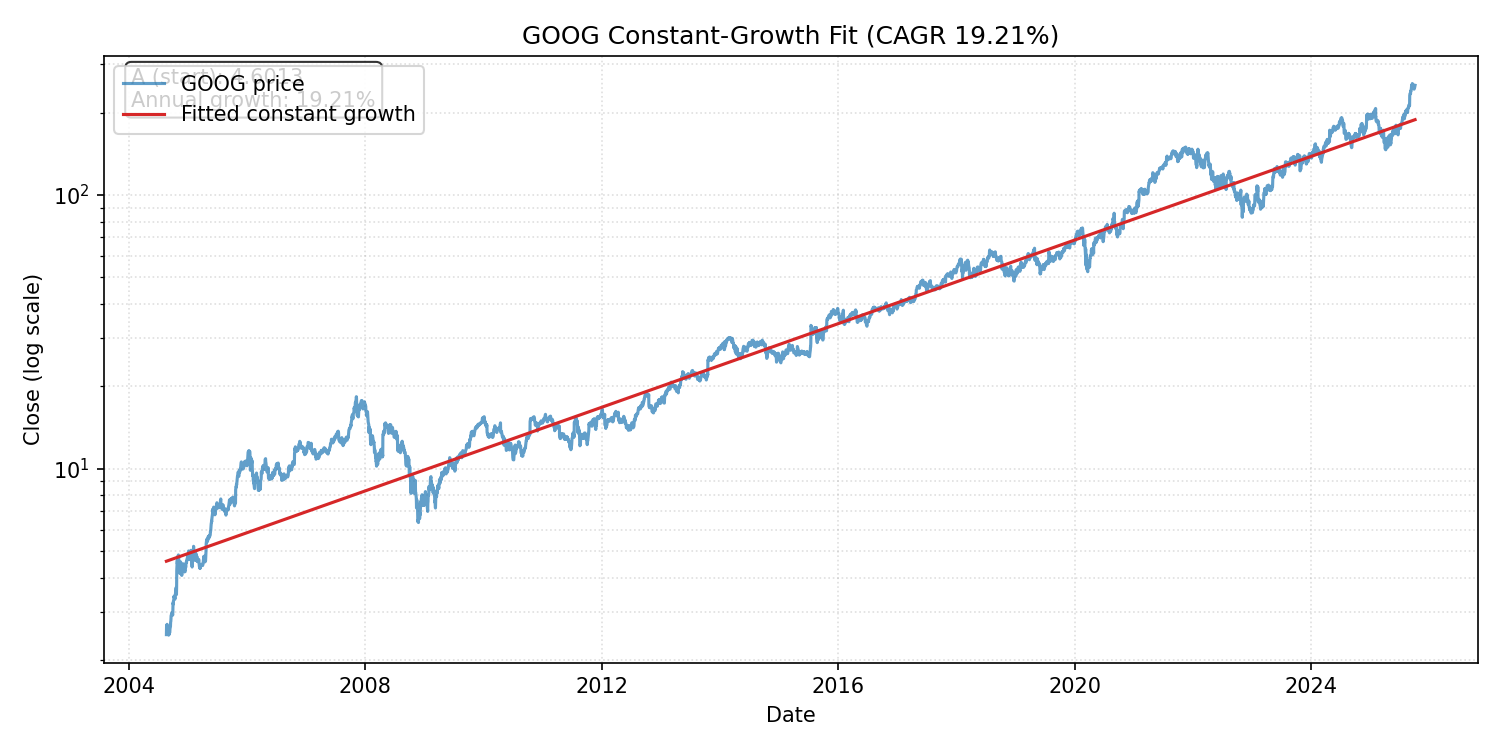 GOOG Constant-Growth Fit (CAGR 19.21%)
A (start): 4.6013
GOOG price
Annual growth: 19.21%
Fitted constant growth
Close (log scale)
10²
10¹
2004 2008 2012 2016 2020 2024
Date